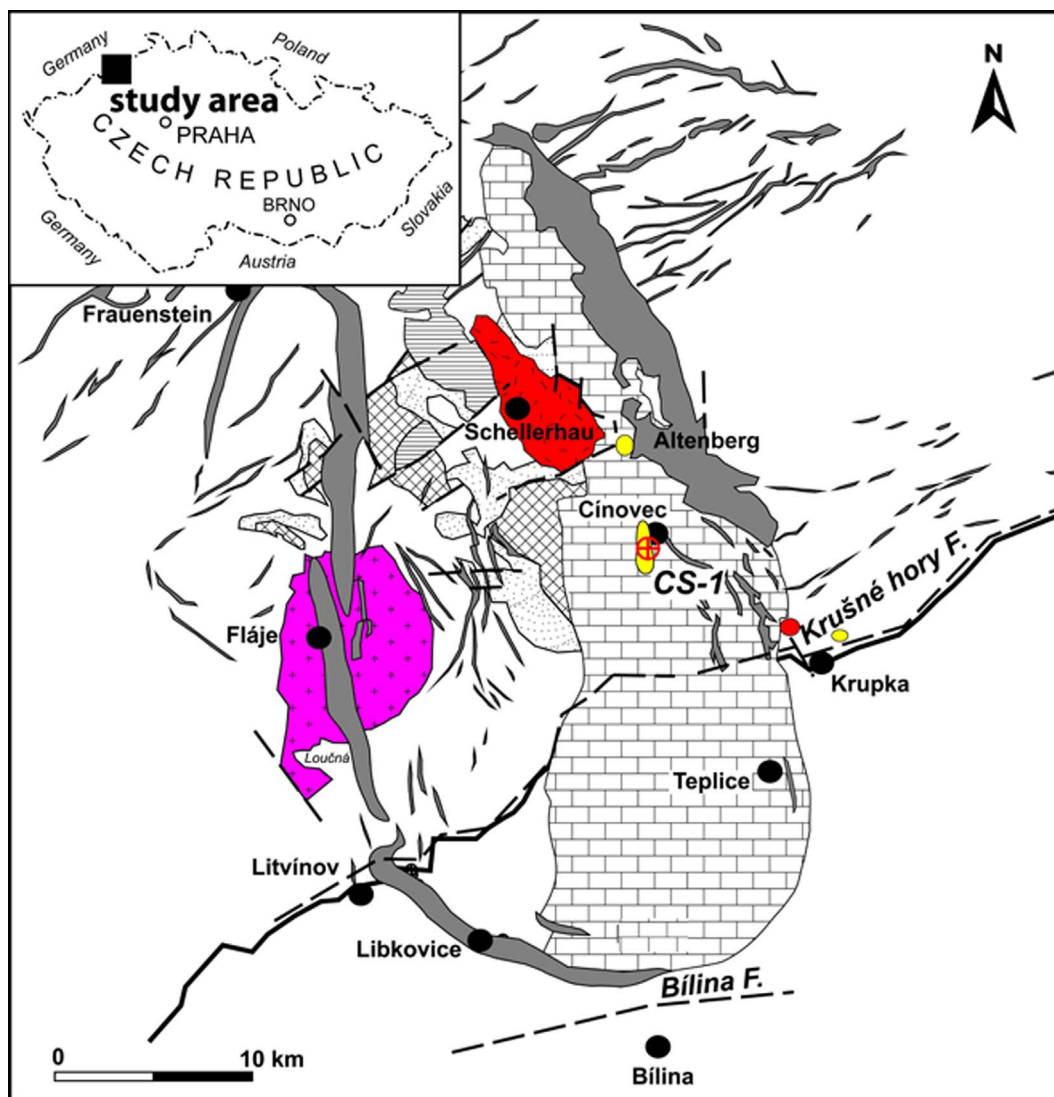 Germany
Poland
study area
PRAHA
CZECH REPUBLIC
BRNO
Slovakia
Germany
Austria
N
Frauenstein
Schellerhau
Altenberg
Cínovec
CS-1
Krušné hory F.
Fláje
Krupka
Loučná
Teplice
Litvínov
Libkovice
Bílina F.
0 10 km
Bílina